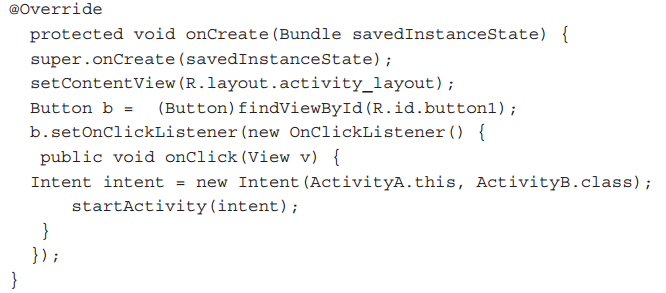 @Override
protected void onCreate(Bundle savedInstanceState) {
super.onCreate(savedInstanceState);
setContentView(R.layout.activity_layout);
Button b =  (Button)findViewById(R.id.button1);
b.setOnClickListener(new OnClickListener() {
public void onClick(View v) {
Intent intent = new Intent(ActivityA.this, ActivityB.class);
startActivity(intent);
}
});
}